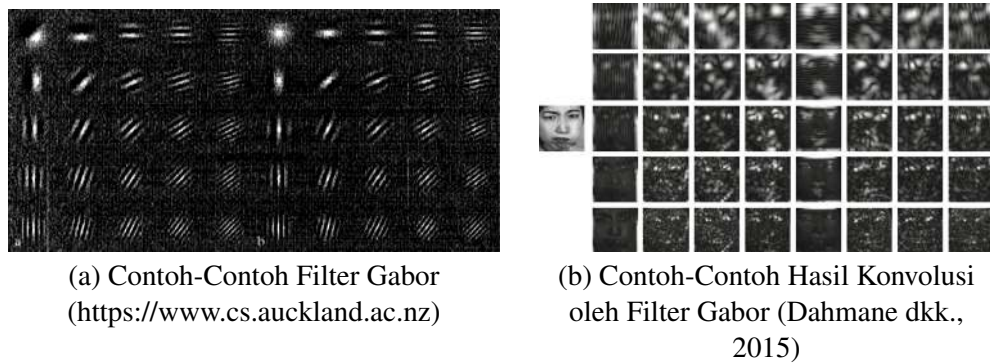 a
b
(a) Contoh-Contoh Filter Gabor
(https://www.cs.auckland.ac.nz)
(b) Contoh-Contoh Hasil Konvolusi
oleh Filter Gabor (Dahmane dkk.,
2015)